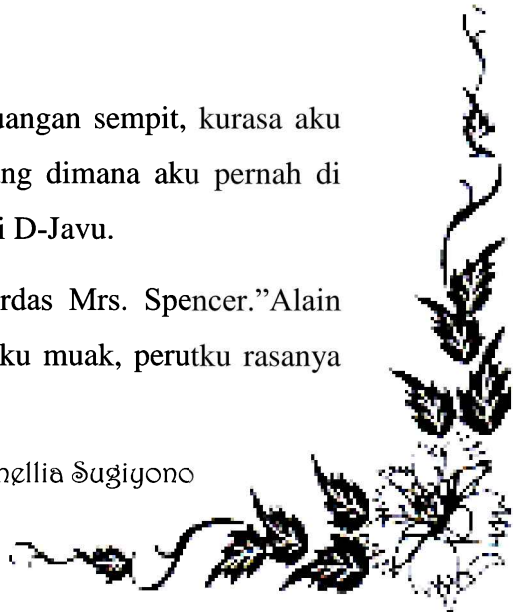 uangan sempit, kurasa aku
ng dimana aku pernah di
i D-Javu.
rdas Mrs. Spencer.”Alain
ku muak, perutku rasanya
nellia Sugiyono